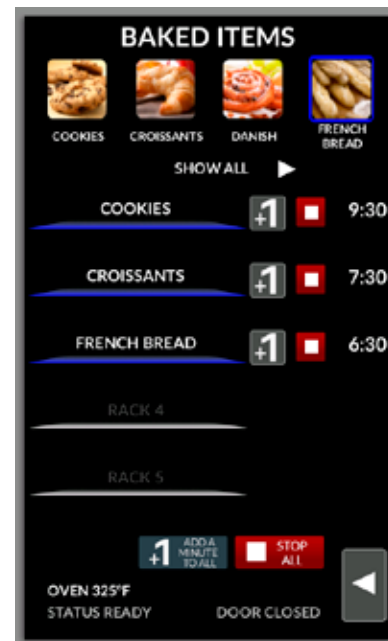 BAKED ITEMS
COOKIES CROISSANTS DANISH FRENCH
BREAD
SHOW ALL
COOKIES +1 9:30
CROISSANTS +1 7:30
FRENCH BREAD +1 6:30
RACK 4
RACK 5
+1 ADD A
MINUTE
TO ALL
STOP
ALL
OVEN 325°F
STATUS READY DOOR CLOSED